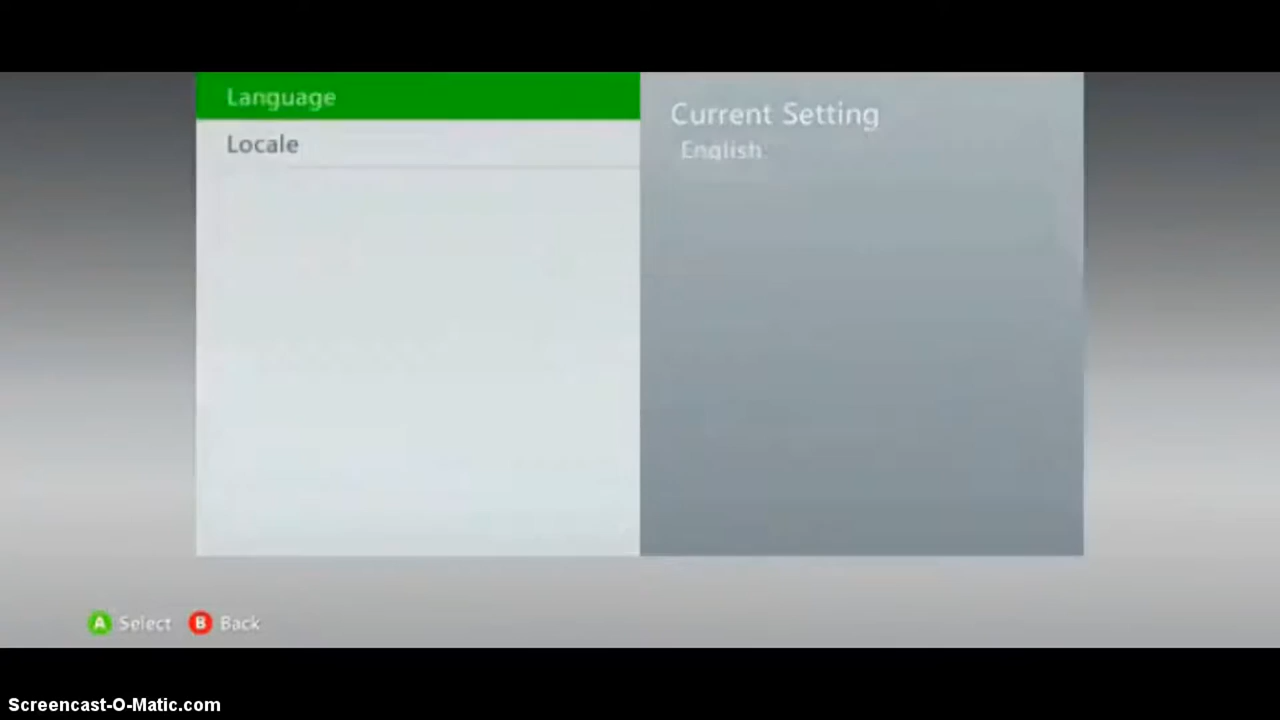 Language
Locale
Current Setting
English
A Select B Back
Screencast-O-Matic.com